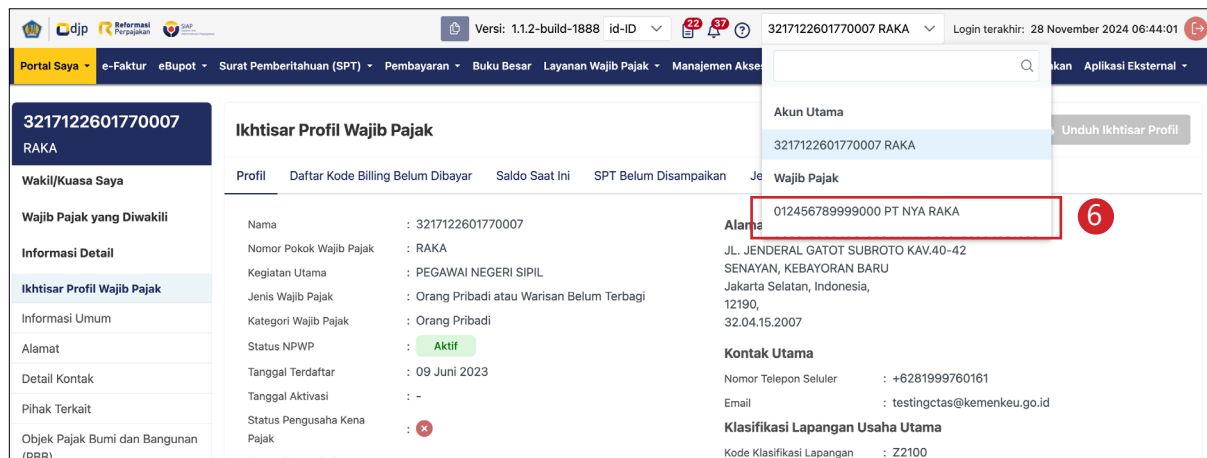 djp Reformasi Perpajakan SIAP
Versi: 1.1.2-build-1888 id-ID 22 37 3217122601770007 RAKA Login terakhir: 28 November 2024 06:44:01
Portal Saya e-Faktur eBupot Surat Pemberitahuan (SPT) Pembayaran Buku Besar Layanan Wajib Pajak Manajemen Akse kan Aplikasi Eksternal
Akun Utama
3217122601770007 RAKA
Wajib Pajak
012456789999000 PT NYA RAKA
6
3217122601770007
RAKA
Wakil/Kuasa Saya
Wajib Pajak yang Diwakili
Informasi Detail
Ikhtisar Profil Wajib Pajak
Informasi Umum
Alamat
Detail Kontak
Pihak Terkait
Objek Pajak Bumi dan Bangunan
(PBB)
Ikhtisar Profil Wajib Pajak
Unduh Ikhtisar Profil
Profil Daftar Kode Billing Belum Dibayar Saldo Saat Ini SPT Belum Disampaikan Je
Nama : 3217122601770007
Nomor Pokok Wajib Pajak : RAKA
Kegiatan Utama : PEGAWAI NEGERI SIPIL
Jenis Wajib Pajak : Orang Pribadi atau Warisan Belum Terbagi
Kategori Wajib Pajak : Orang Pribadi
Status NPWP : Aktif
Tanggal Terdaftar : 09 Juni 2023
Tanggal Aktivasi : -
Status Pengusaha Kena
Pajak :
Alama
JL. JENDERAL GATOT SUBROTO KAV.40-42
SENAYAN, KEBAYORAN BARU
Jakarta Selatan, Indonesia,
12190,
32.04.15.2007
Kontak Utama
Nomor Telepon Seluler : +6281999760161
Email : testingctas@kemenkeu.go.id
Klasifikasi Lapangan Usaha Utama
Kode Klasifikasi Lapangan : Z2100